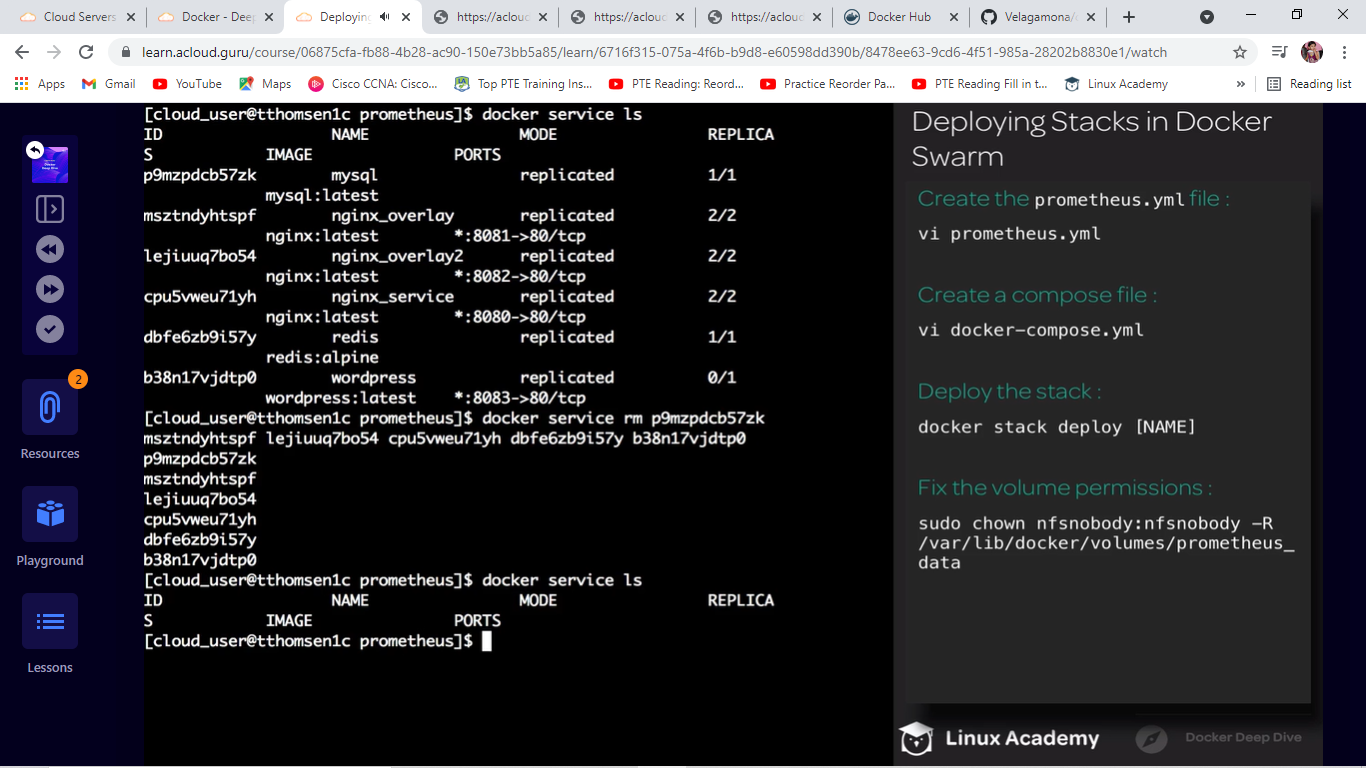 Cloud Servers
Docker - Deep
Deploying
https://acloud
https://acloud
https://acloud
Docker Hub
Velagamona/
learn.acloud.guru/course/06875cfa-fb88-4b28-ac90-150e73bb5a85/learn/6716f315-075a-4f6b-b9d8-e60598dd390b/8478ee63-9cd6-4f51-985a-28202b8830e1/watch
Apps
Gmail
YouTube
Maps
Cisco CCNA: Cisco...
Top PTE Training Ins...
PTE Reading: Reord...
Practice Reorder Pa...
PTE Reading Fill in t...
Linux Academy
»
Reading list
2
Resources
Playground
Lessons
[cloud_user@tthomsen1c prometheus]$ docker service ls
ID NAME MODE REPLICA
S IMAGE PORTS
p9mzpdcb57zk mysql replicated 1/1
mysql:latest
msztndyhtspf nginx_overlay replicated 2/2
nginx:latest *:8081->80/tcp
lejiuuq7bo54 nginx_overlay2 replicated 2/2
nginx:latest *:8082->80/tcp
cpu5vweu71yh nginx_service replicated 2/2
nginx:latest *:8080->80/tcp
dbfe6zb9i57y redis replicated 1/1
redis:alpine
b38n17vjdtp0 wordpress replicated 0/1
wordpress:latest *:8083->80/tcp
[cloud_user@tthomsen1c prometheus]$ docker service rm p9mzpdcb57zk
msztndyhtspf lejiuuq7bo54 cpu5vweu71yh dbfe6zb9i57y b38n17vjdtp0
p9mzpdcb57zk
msztndyhtspf
lejiuuq7bo54
cpu5vweu71yh
dbfe6zb9i57y
b38n17vjdtp0
[cloud_user@tthomsen1c prometheus]$ docker service ls
ID NAME MODE REPLICA
S IMAGE PORTS
[cloud_user@tthomsen1c prometheus]$
Deploying Stacks in Docker
Swarm
Create the prometheus.yml file :
vi prometheus.yml
Create a compose file :
vi docker-compose.yml
Deploy the stack :
docker stack deploy [NAME]
Fix the volume permissions :
sudo chown nfsnobody:nfsnobody -R
/var/lib/docker/volumes/prometheus_
data
Linux Academy
Docker Deep Dive